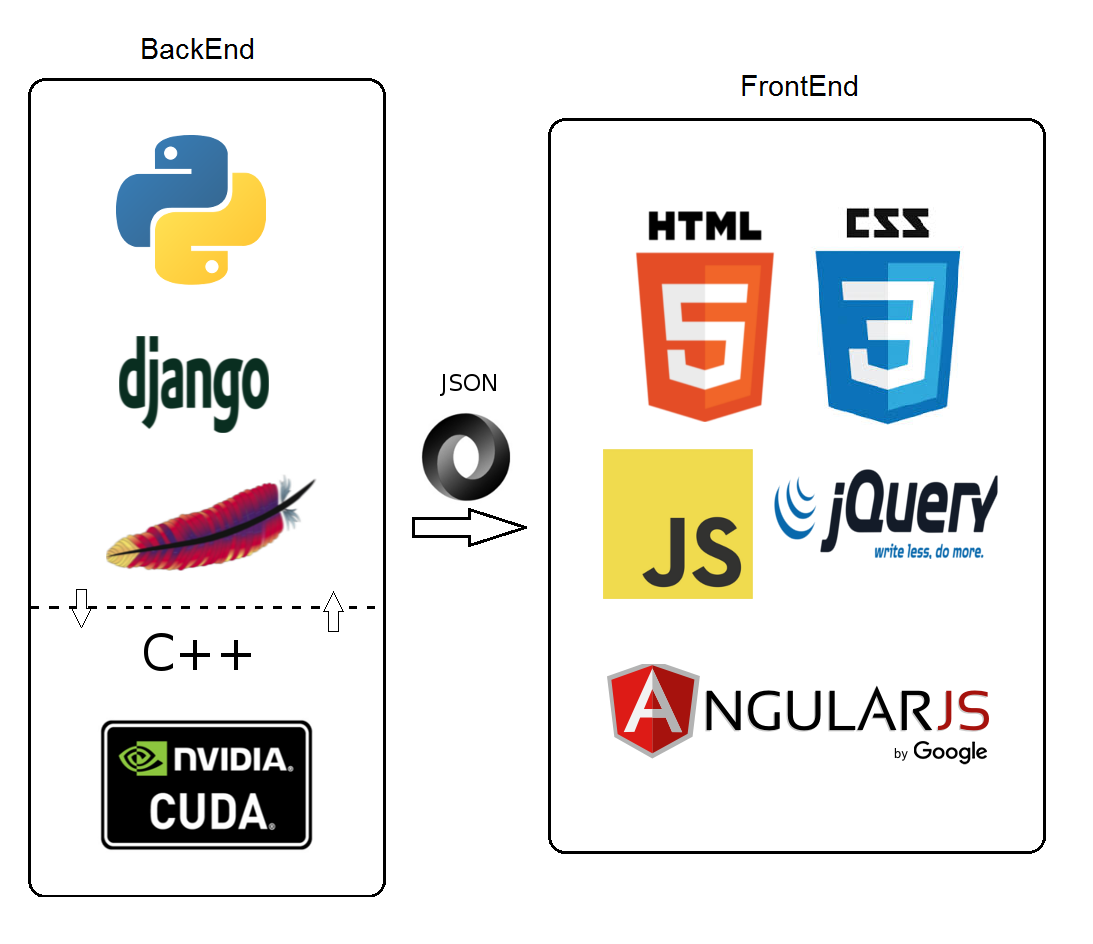 BackEnd
django
C++
NVIDIA®
CUDA®
JSON
FrontEnd
HTML
CSS
5
3
JS
jQuery
write less, do more.
ANGULARJS
by Google